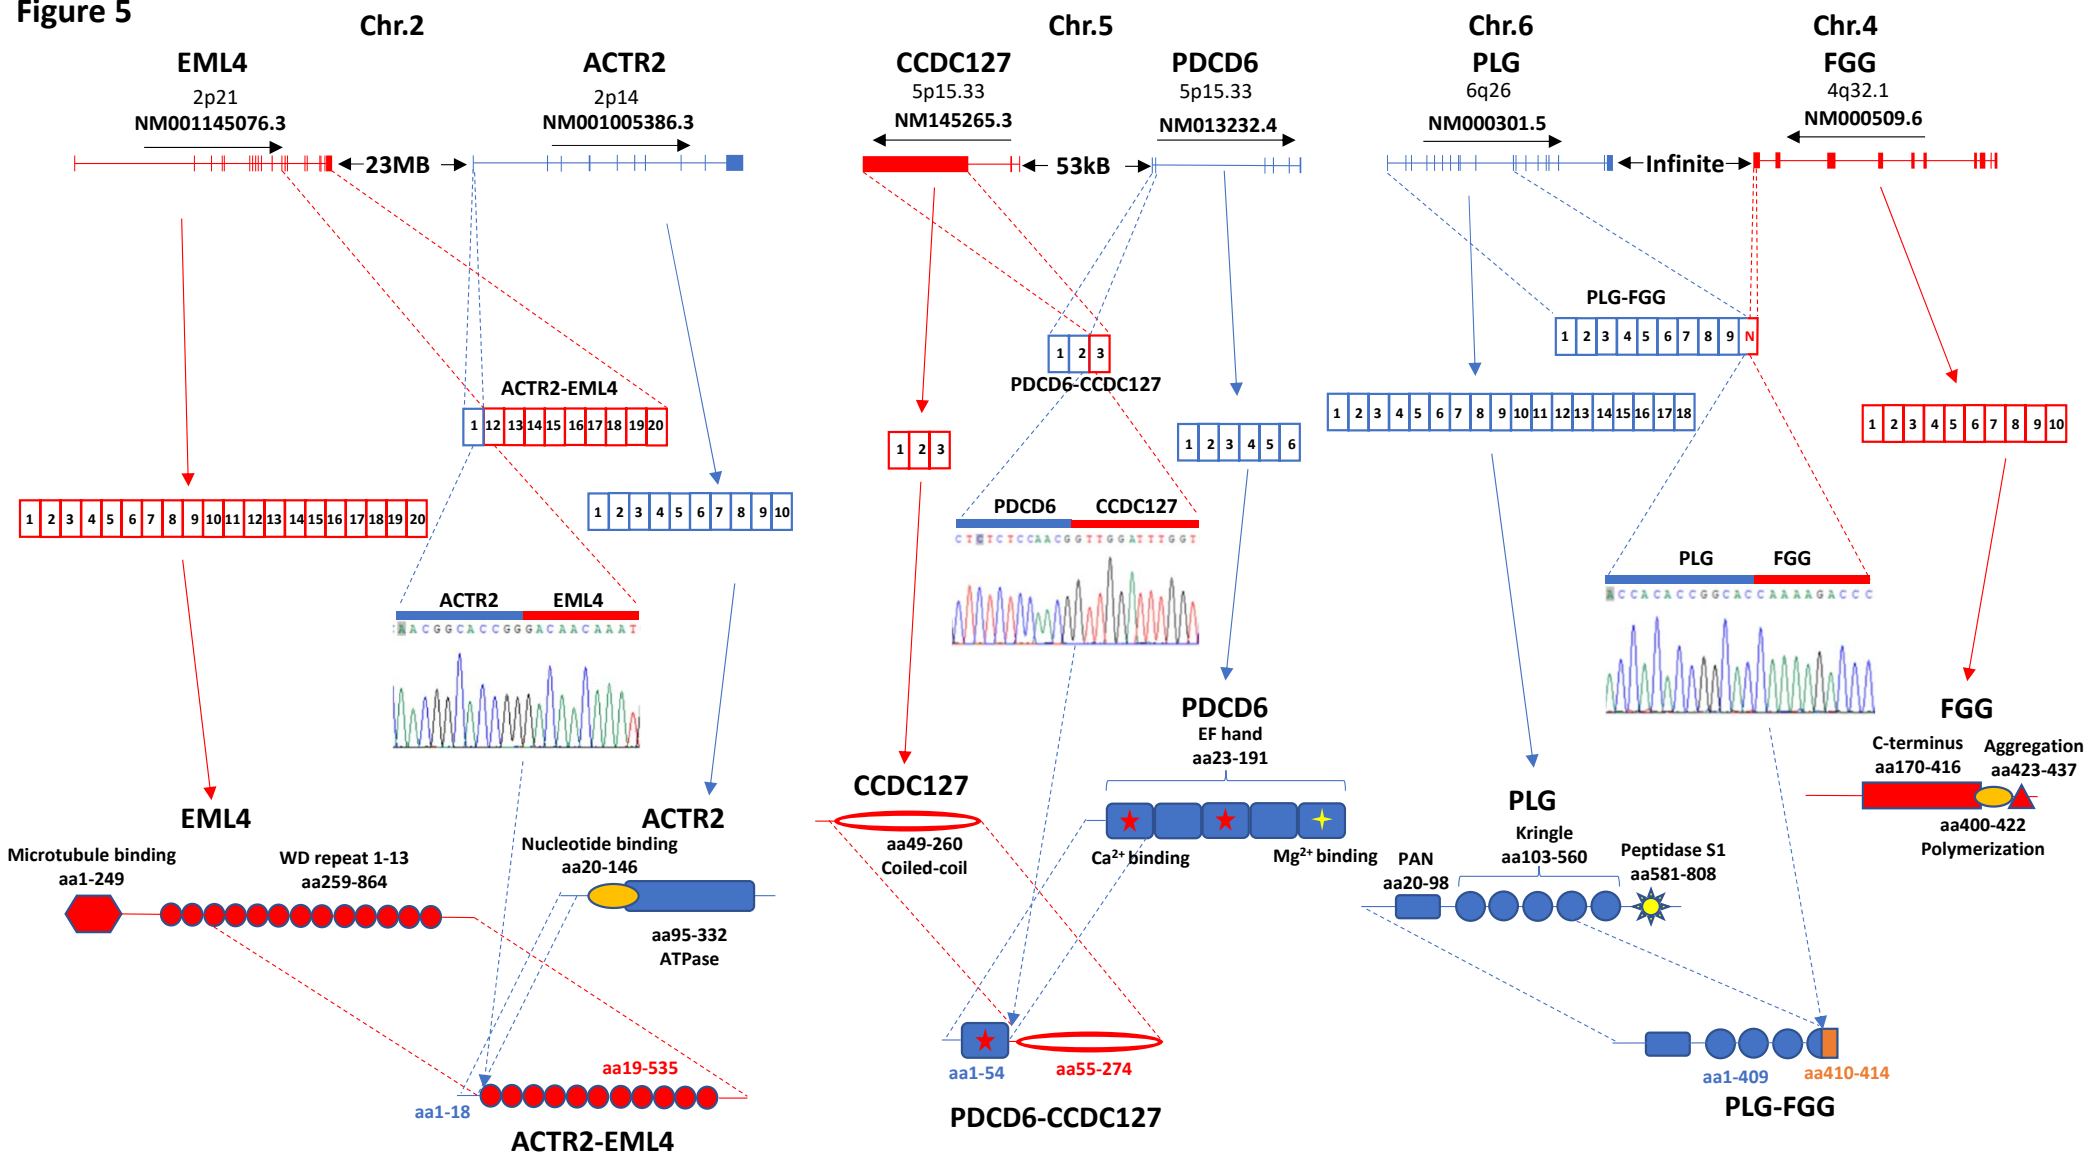 Figure 5
Chr.2
Chr.5
Chr.6
Chr.4
EML4
ACTR2
CCDC127
PDCD6
PLG
FGG
2p21
2p14
5p15.33
5p15.33
6q26
4q32.1
NM001145076.3
NM001005386.3
NM145265.3
NM013232.4
NM000301.5
NM000509.6
23MB
53kB
Infinite
PLG-FGG
1 2 3 4 5 6 7 8 9 N
1 2 3
PDCD6-CCDC127
ACTR2-EML4
1 12 13 14 15 16 17 18 19 20
1 2 3 4 5 6 7 8 9 10 11 12 13 14 15 16 17 18
1 2 3 4 5 6 7 8 9 10
1 2 3
1 2 3 4 5 6
1 2 3 4 5 6 7 8 9 10 11 12 13 14 15 16 17 18 19 20
1 2 3 4 5 6 7 8 9 10
PDCD6 CCDC127
CTCTCTCCAACGGTTGGATTTGGT
PLG FGG
ACCACACCGGCACCAAAAGACCC
ACTR2 EML4
AACGGCACCGGGACAACAAAT
PDCD6
EF hand
aa23-191
FGG
C-terminus
aa170-416
Aggregation
aa423-437
aa400-422
Polymerization
CCDC127
aa49-260
Coiled-coil
Ca²⁺ binding
Mg²⁺ binding
PLG
Kringle
aa103-560
PAN
aa20-98
Peptidase S1
aa581-808
EML4
Microtubule binding
aa1-249
WD repeat 1-13
aa259-864
ACTR2
Nucleotide binding
aa20-146
aa95-332
ATPase
aa19-535
aa1-18
ACTR2-EML4
aa1-54
aa55-274
PDCD6-CCDC127
aa1-409
aa410-414
PLG-FGG